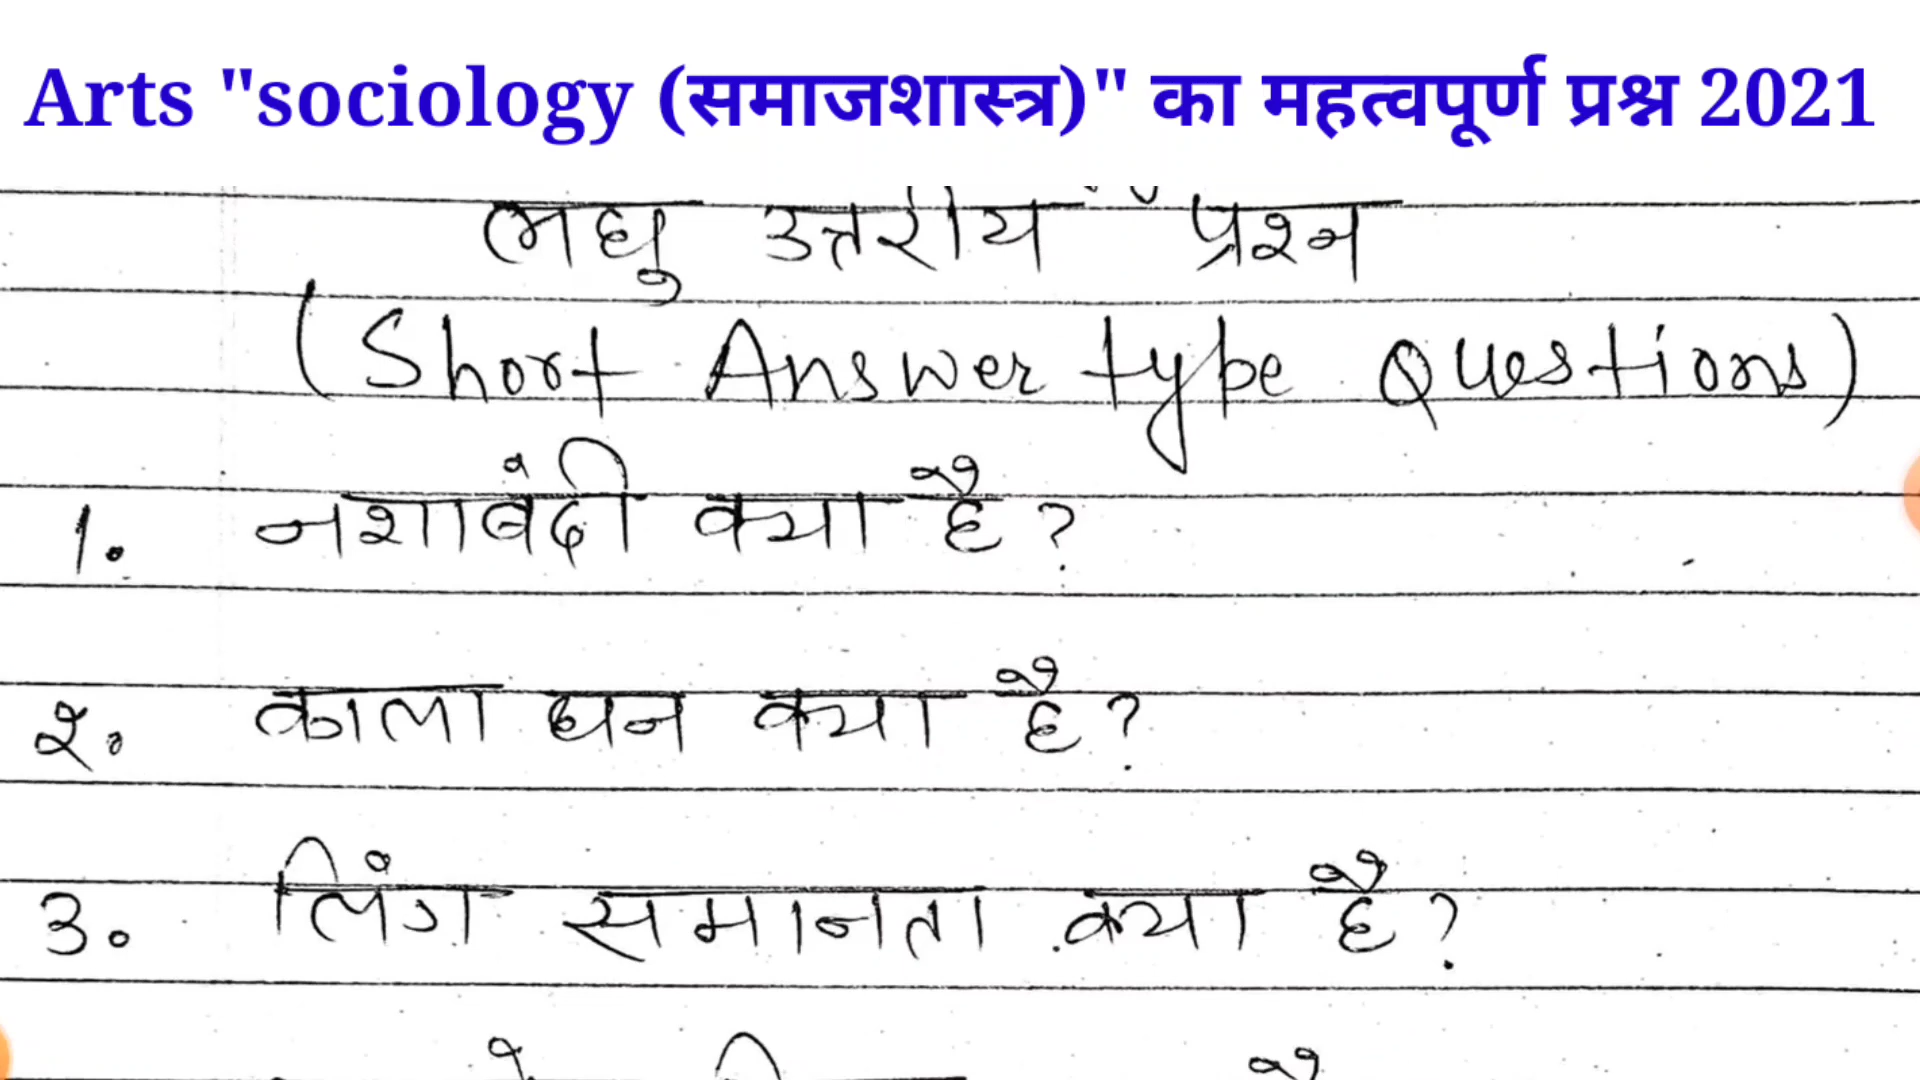 Arts "sociology (समाजशास्त्र)" का महत्वपूर्ण प्रश्न 2021
लघु उत्तरीय प्रश्न
(Short Answer type Questions)
1. नशाबंदी क्या है?
२. काला धन क्या है?
3. लिंग समानता क्या है?